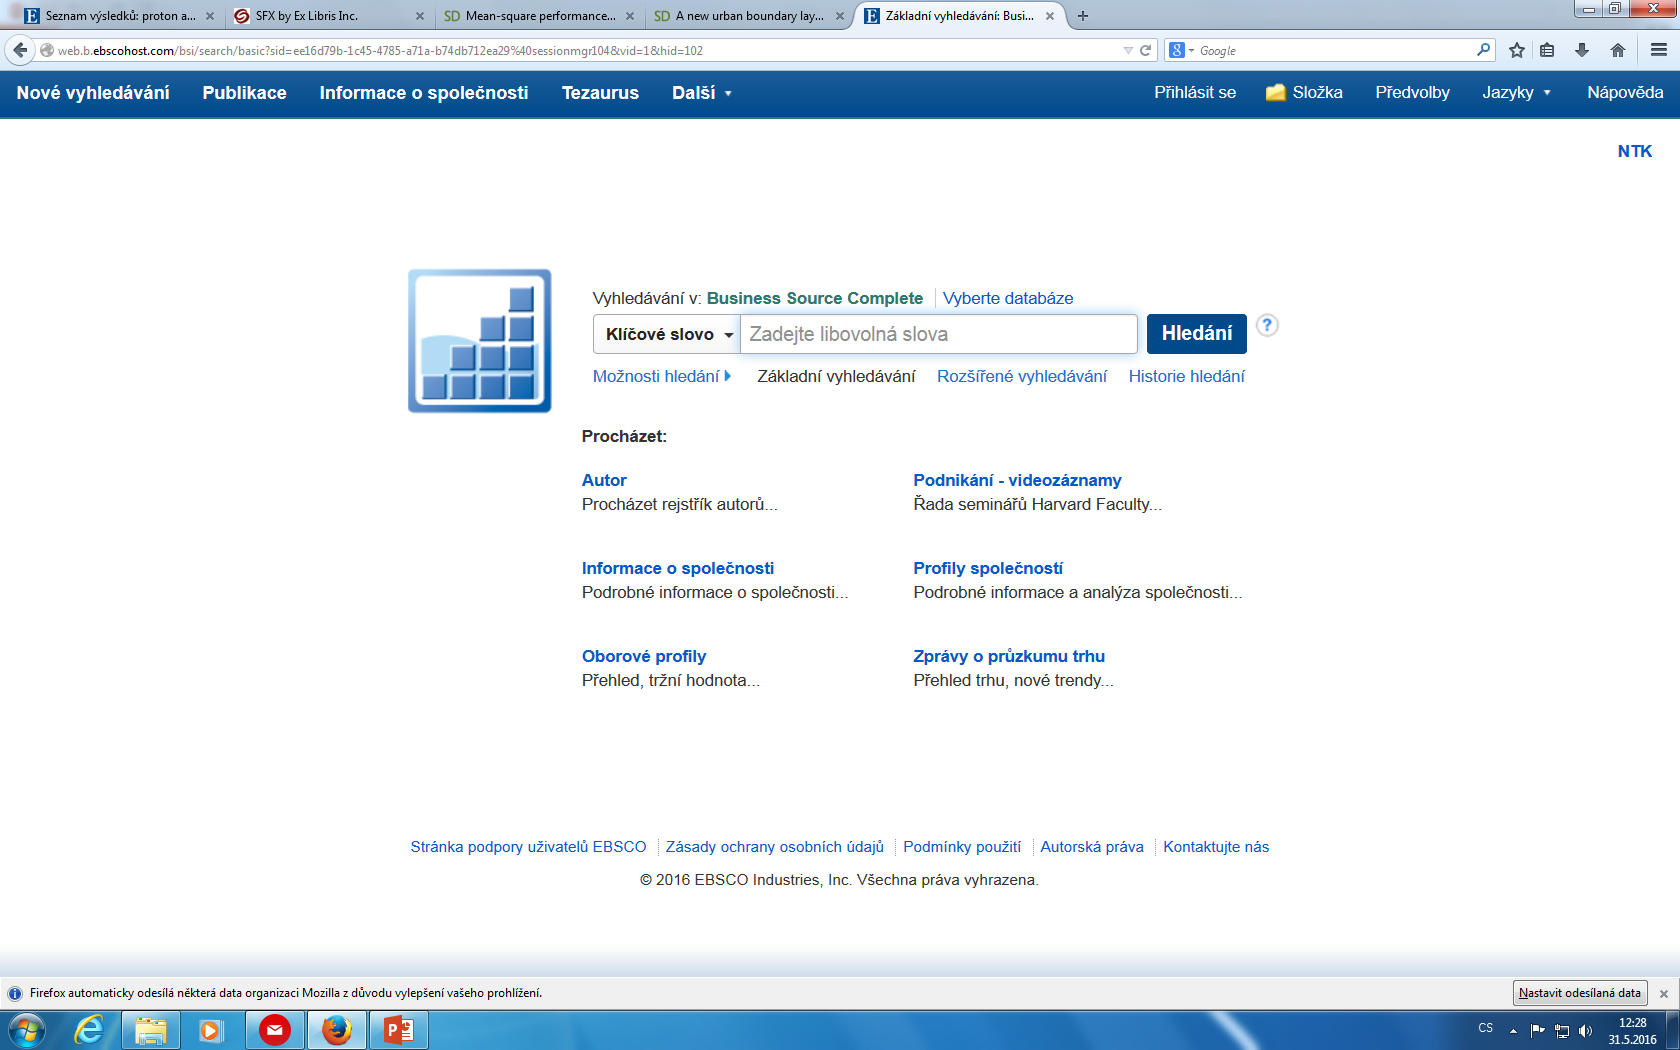 Seznam výsledků: proton a...
SFX by Ex Libris Inc.
SD Mean-square performance...
SD A new urban boundary lay...
Základní vyhledávání: Busi...
web.b.ebscohost.com/bsi/search/basic?sid=ee16d79b-1c45-4785-a71a-b74db712ea29%40sessionmgr104&vid=1&hid=102
Google
Nové vyhledávání Publikace Informace o společnosti Tezaurus Další Přihlásit se Složka Předvolby Jazyky Nápověda
NTK
Vyhledávání v: Business Source Complete Vyberte databáze
Klíčové slovo Zadejte libovolná slova Hledání ?
Možnosti hledání Základní vyhledávání Rozšířené vyhledávání Historie hledání
Procházet:
Autor
Procházet rejstřík autorů...
Podnikání - videozáznamy
Řada seminářů Harvard Faculty...
Informace o společnosti
Podrobné informace o společnosti...
Profily společností
Podrobné informace a analýza společnosti...
Oborové profily
Přehled, tržní hodnota...
Zprávy o průzkumu trhu
Přehled trhu, nové trendy...
Stránka podpory uživatelů EBSCO Zásady ochrany osobních údajů Podmínky použití Autorská práva Kontaktujte nás
© 2016 EBSCO Industries, Inc. Všechna práva vyhrazena.
Firefox automaticky odesílá některá data organizaci Mozilla z důvodu vylepšení vašeho prohlížení.
Nastavit odesílaná data
CS
12:28
31.5.2016